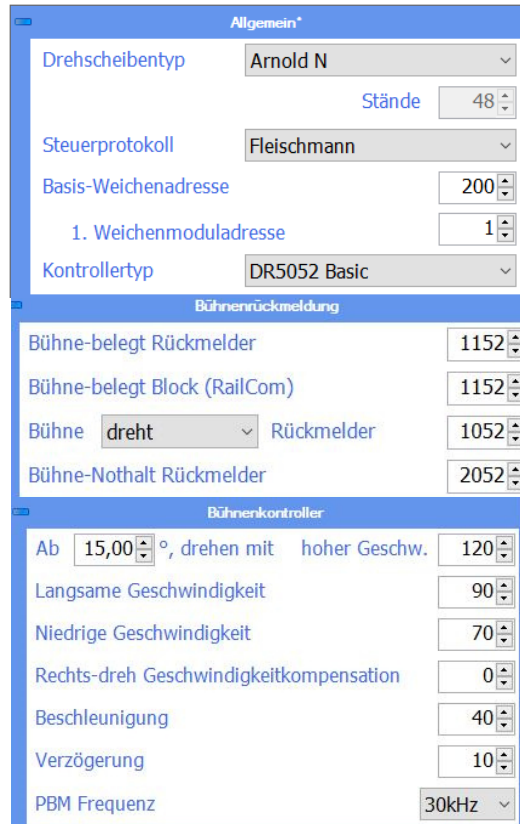 Allgemein*
Drehscheibentyp Arnold N
Stände 48
Steuerprotokoll Fleischmann
Basis-Weichenadresse 200
1. Weichenmoduladresse 1
Kontrollertyp DR5052 Basic
Bühnenrückmeldung
Bühne-belegt Rückmelder 1152
Bühne-belegt Block (RailCom) 1152
Bühne dreht Rückmelder 1052
Bühne-Nothalt Rückmelder 2052
Bühnenkontroller
Ab 15,00 °, drehen mit hoher Geschw. 120
Langsame Geschwindigkeit 90
Niedrige Geschwindigkeit 70
Rechts-dreh Geschwindigkeitkompensation 0
Beschleunigung 40
Verzögerung 10
PBM Frequenz 30kHz